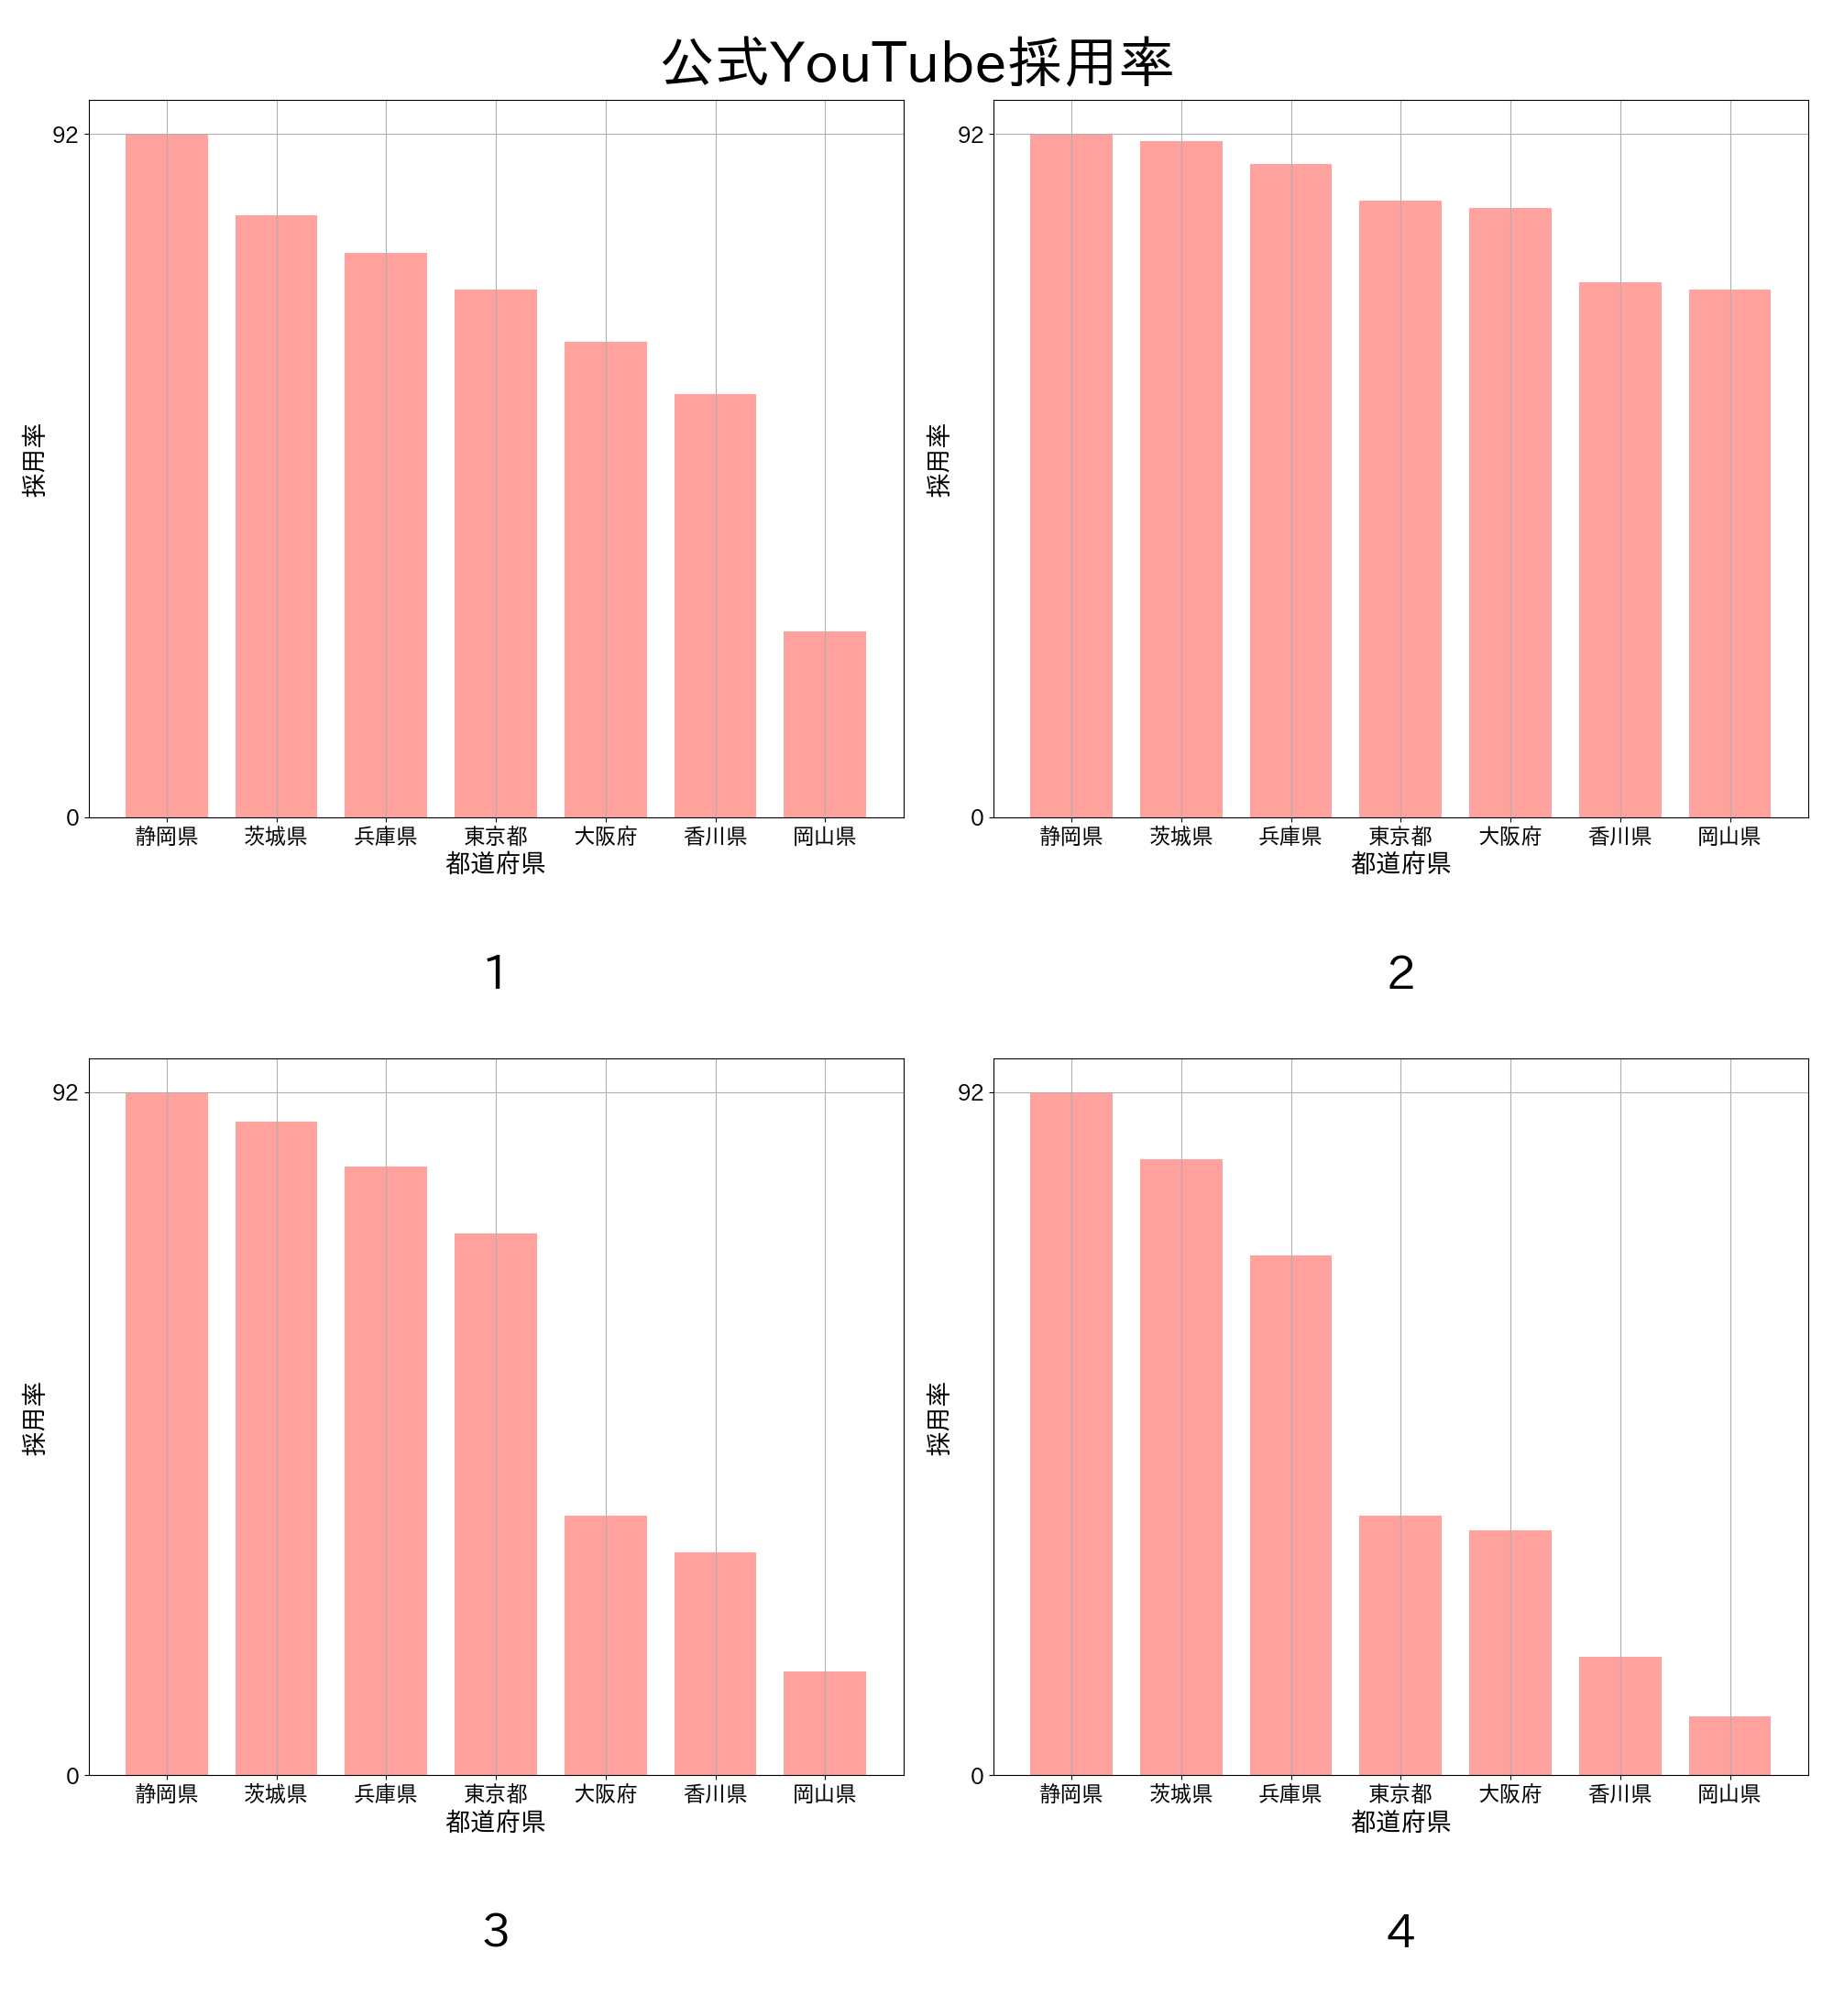 公式YouTube採用率
92
採用率
0
静岡県 茨城県 兵庫県 東京都 大阪府 香川県 岡山県
都道府県
1
92
採用率
0
静岡県 茨城県 兵庫県 東京都 大阪府 香川県 岡山県
都道府県
2
92
採用率
0
静岡県 茨城県 兵庫県 東京都 大阪府 香川県 岡山県
都道府県
3
92
採用率
0
静岡県 茨城県 兵庫県 東京都 大阪府 香川県 岡山県
都道府県
4